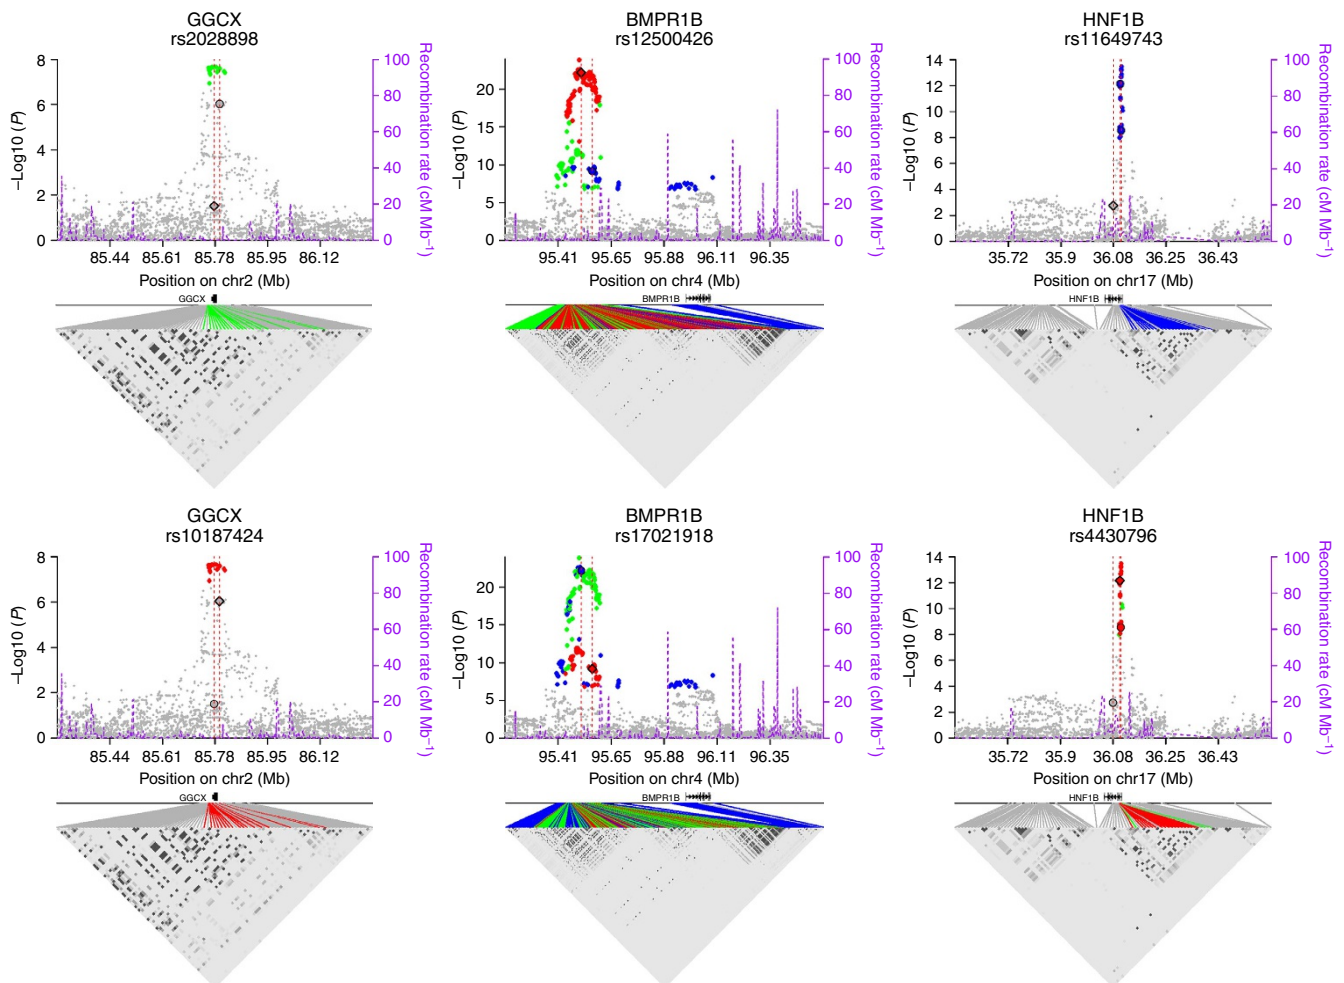 GGCX
rs2028898
8
6
4
2
0
–Log10 (P)
100
80
60
40
20
0
Recombination rate (cM Mb⁻¹)
85.44 85.61 85.78 85.95 86.12
Position on chr2 (Mb)
GGCX
BMPR1B
rs12500426
20
15
10
5
0
–Log10 (P)
100
80
60
40
20
0
Recombination rate (cM Mb⁻¹)
95.41 95.65 95.88 96.11 96.35
Position on chr4 (Mb)
BMPR1B
HNF1B
rs11649743
14
12
10
8
6
4
2
0
–Log10 (P)
100
80
60
40
20
0
Recombination rate (cM Mb⁻¹)
35.72 35.9 36.08 36.25 36.43
Position on chr17 (Mb)
HNF1B
GGCX
rs10187424
8
6
4
2
0
–Log10 (P)
100
80
60
40
20
0
Recombination rate (cM Mb⁻¹)
85.44 85.61 85.78 85.95 86.12
Position on chr2 (Mb)
GGCX
BMPR1B
rs17021918
20
15
10
5
0
–Log10 (P)
100
80
60
40
20
0
Recombination rate (cM Mb⁻¹)
95.41 95.65 95.88 96.11 96.35
Position on chr4 (Mb)
BMPR1B
HNF1B
rs4430796
14
12
10
8
6
4
2
0
–Log10 (P)
100
80
60
40
20
0
Recombination rate (cM Mb⁻¹)
35.72 35.9 36.08 36.25 36.43
Position on chr17 (Mb)
HNF1B